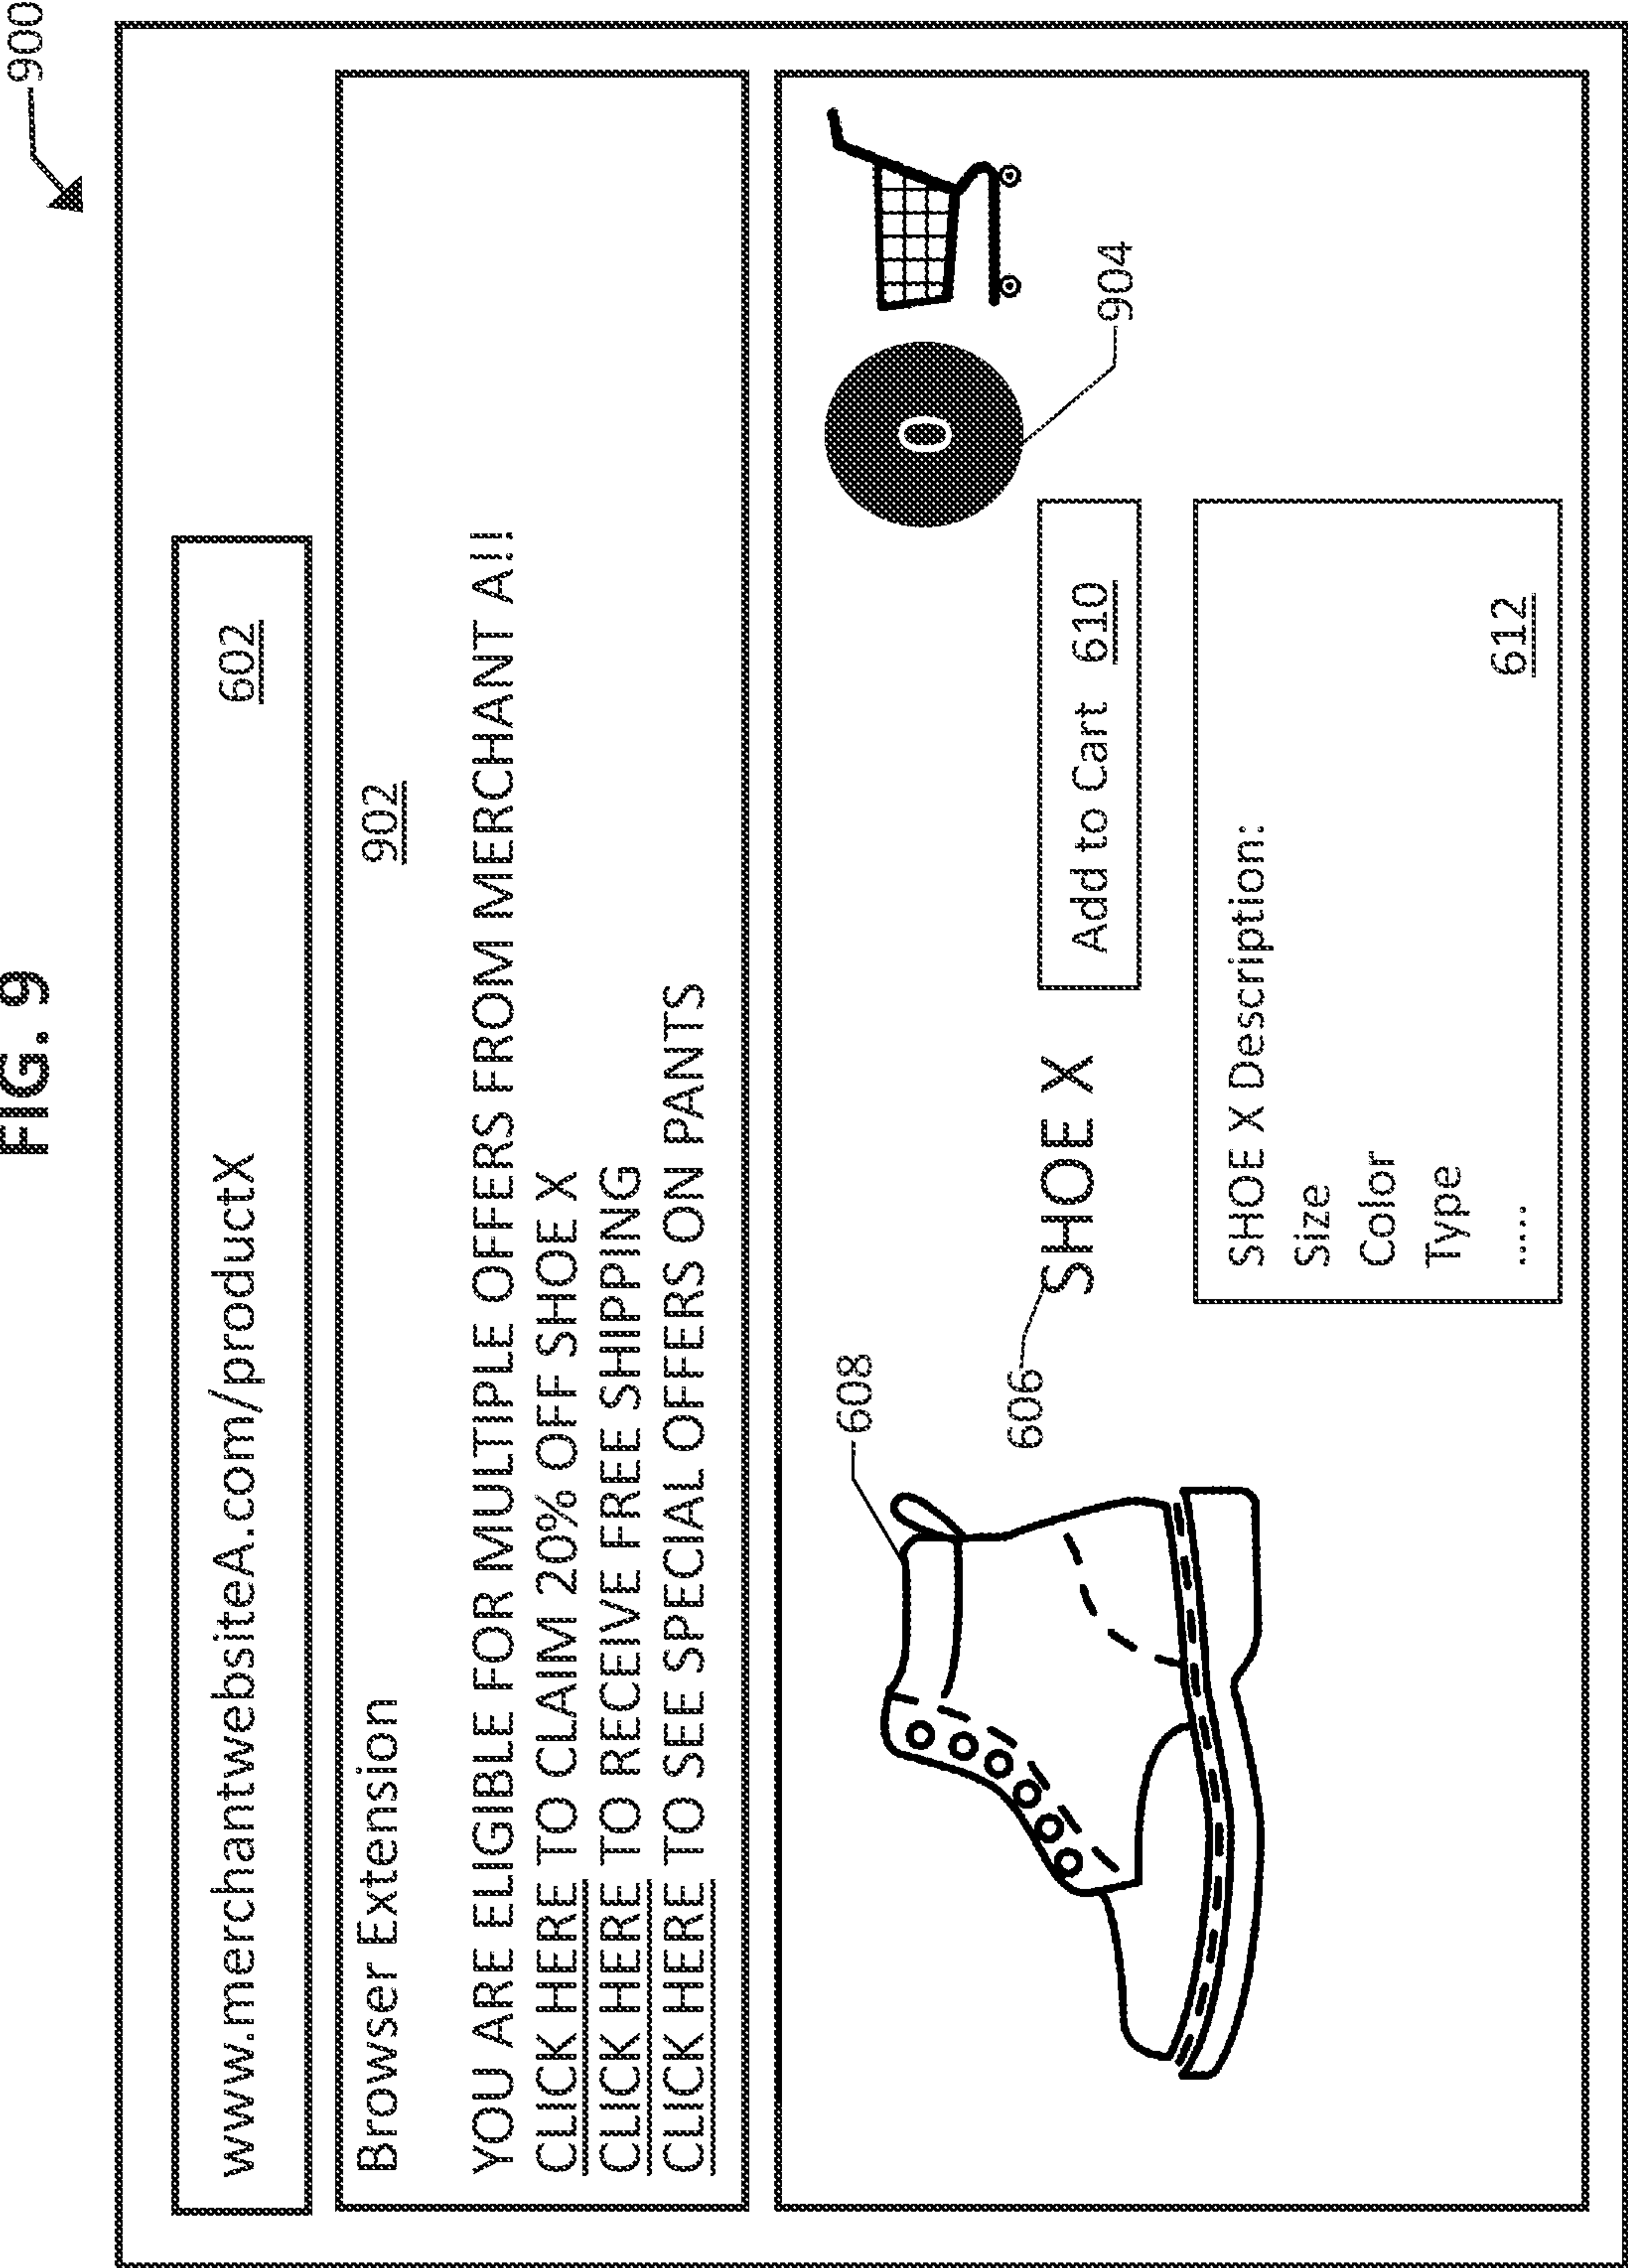 FIG. 9
900
www.merchantwebsiteA.com/productX 602
Browser Extension 902
YOU ARE ELIGIBLE FOR MULTIPLE OFFERS FROM MERCHANT A!!
CLICK HERE TO CLAIM 20% OFF SHOE X
CLICK HERE TO RECEIVE FREE SHIPPING
CLICK HERE TO SEE SPECIAL OFFERS ON PANTS
608
0
606
SHOE X
Add to Cart 610
904
SHOE X Description:
Size
Color
Type
.....
612